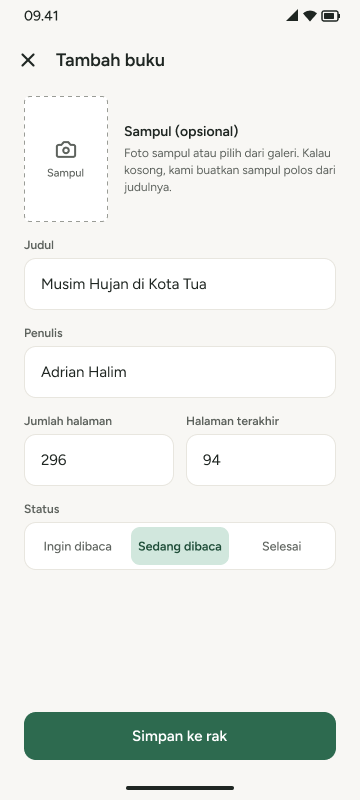 09.41
Tambah buku
Sampul
Sampul (opsional)
Foto sampul atau pilih dari galeri. Kalau
kosong, kami buatkan sampul polos dari
judulnya.
Judul
Musim Hujan di Kota Tua
Penulis
Adrian Halim
Jumlah halaman
Halaman terakhir
296
94
Status
Ingin dibaca
Sedang dibaca
Selesai
Simpan ke rak